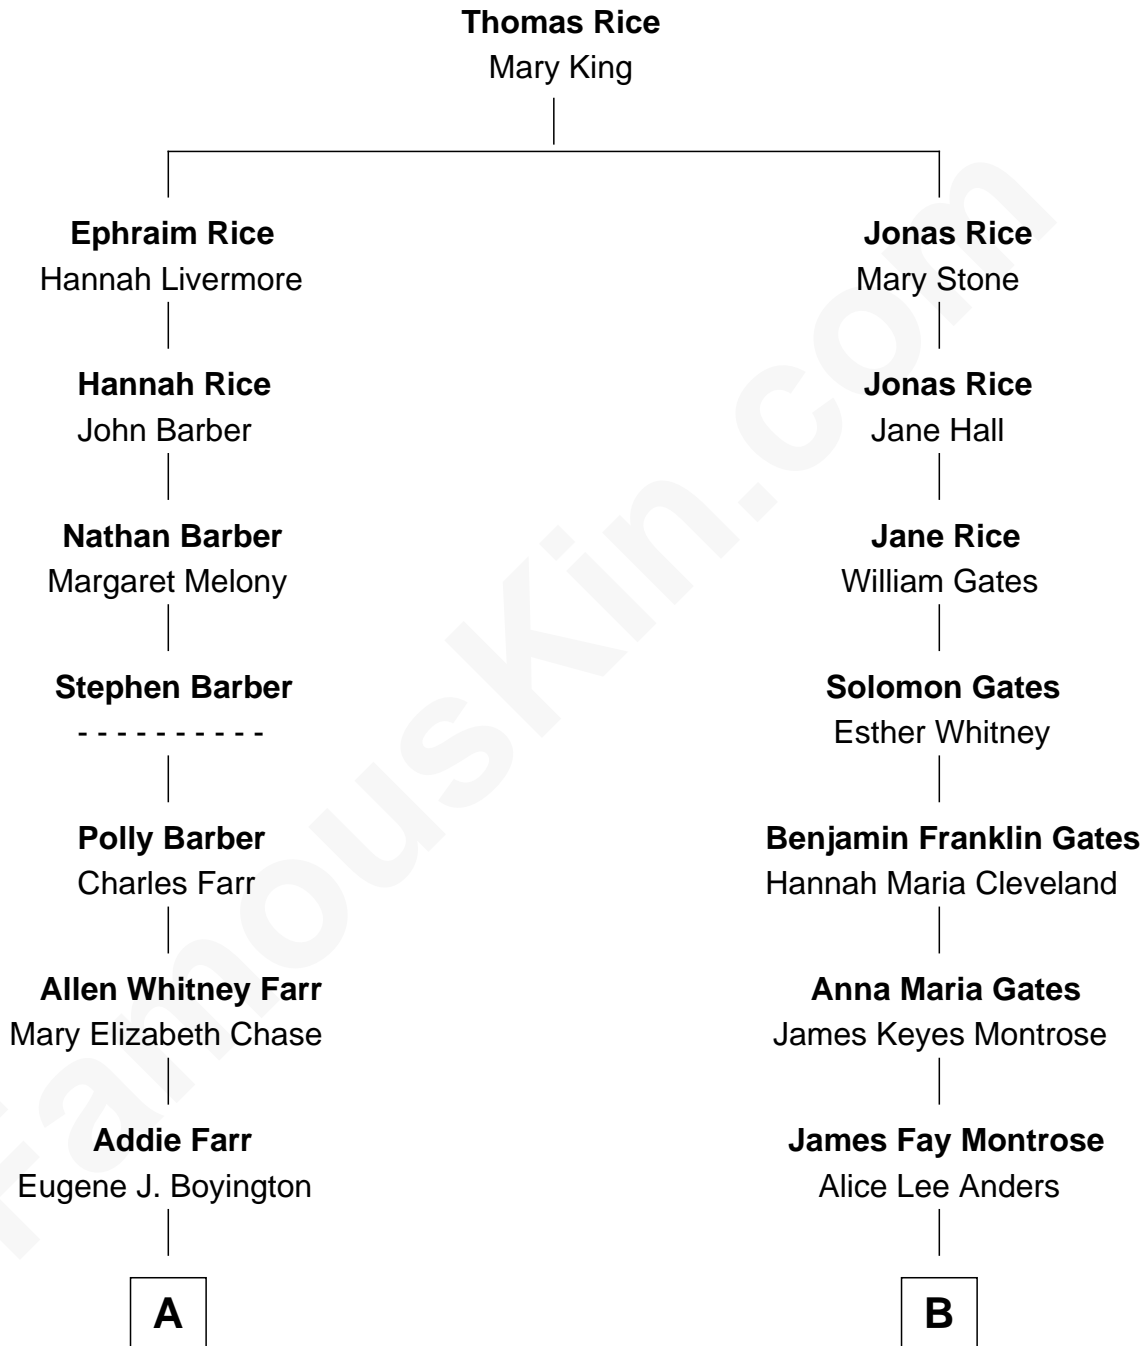 Thomas Rice
Mary King
Ephraim Rice
Hannah Livermore
Jonas Rice
Mary Stone
Hannah Rice
John Barber
Jonas Rice
Jane Hall
Nathan Barber
Margaret Melony
Jane Rice
William Gates
Stephen Barber
- - - - - - - - - -
Solomon Gates
Esther Whitney
Polly Barber
Charles Farr
Benjamin Franklin Gates
Hannah Maria Cleveland
Allen Whitney Farr
Mary Elizabeth Chase
Anna Maria Gates
James Keyes Montrose
Addie Farr
Eugene J. Boyington
James Fay Montrose
Alice Lee Anders
A
B
FamousKin.com